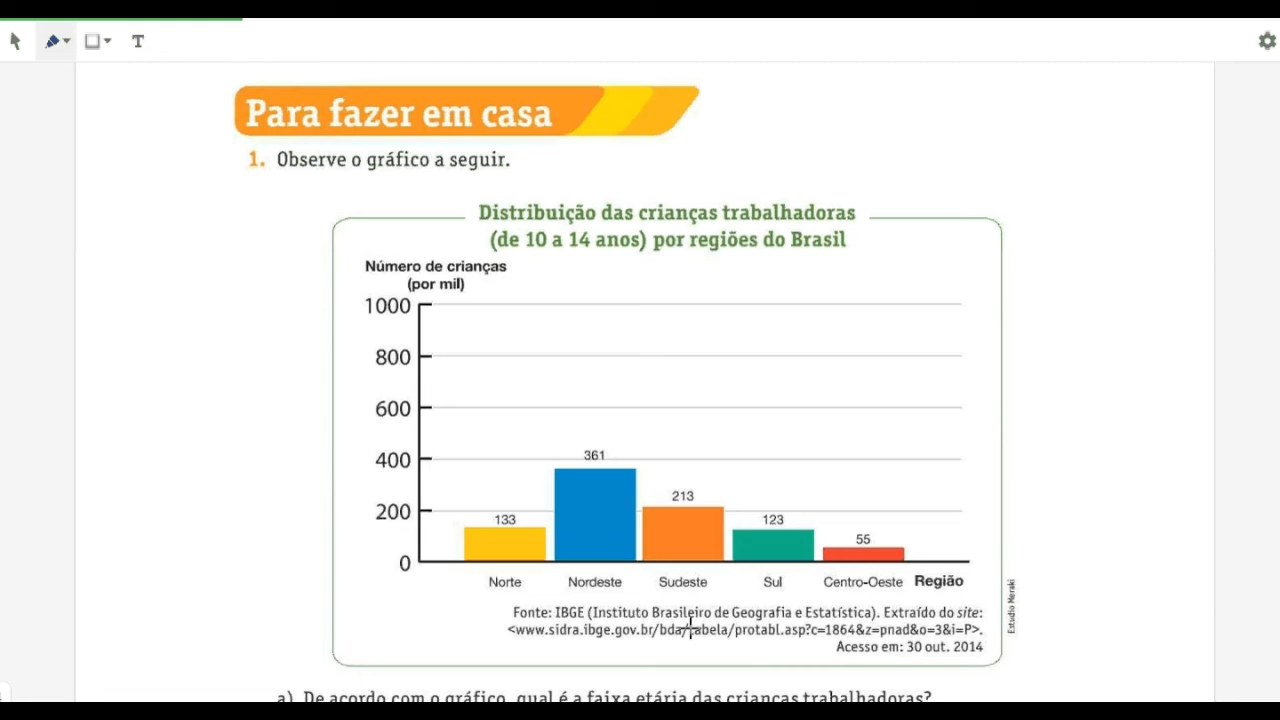 T
Para fazer em casa
1. Observe o gráfico a seguir.
Distribuição das crianças trabalhadoras
(de 10 a 14 anos) por regiões do Brasil
Número de crianças
(por mil)
1000
800
600
400
200
0
133
361
213
123
55
Norte
Nordeste
Sudeste
Sul
Centro-Oeste
Região
Fonte: IBGE (Instituto Brasileiro de Geografia e Estatística). Extraído do site:
<www.sidra.ibge.gov.br/bda/tabela/protabl.asp?c=1864&z=pnad&o=3&i=P>.
Acesso em: 30 out. 2014
Estudio Meraki
a) De acordo com o gráfico, qual é a faixa etária das crianças trabalhadoras?